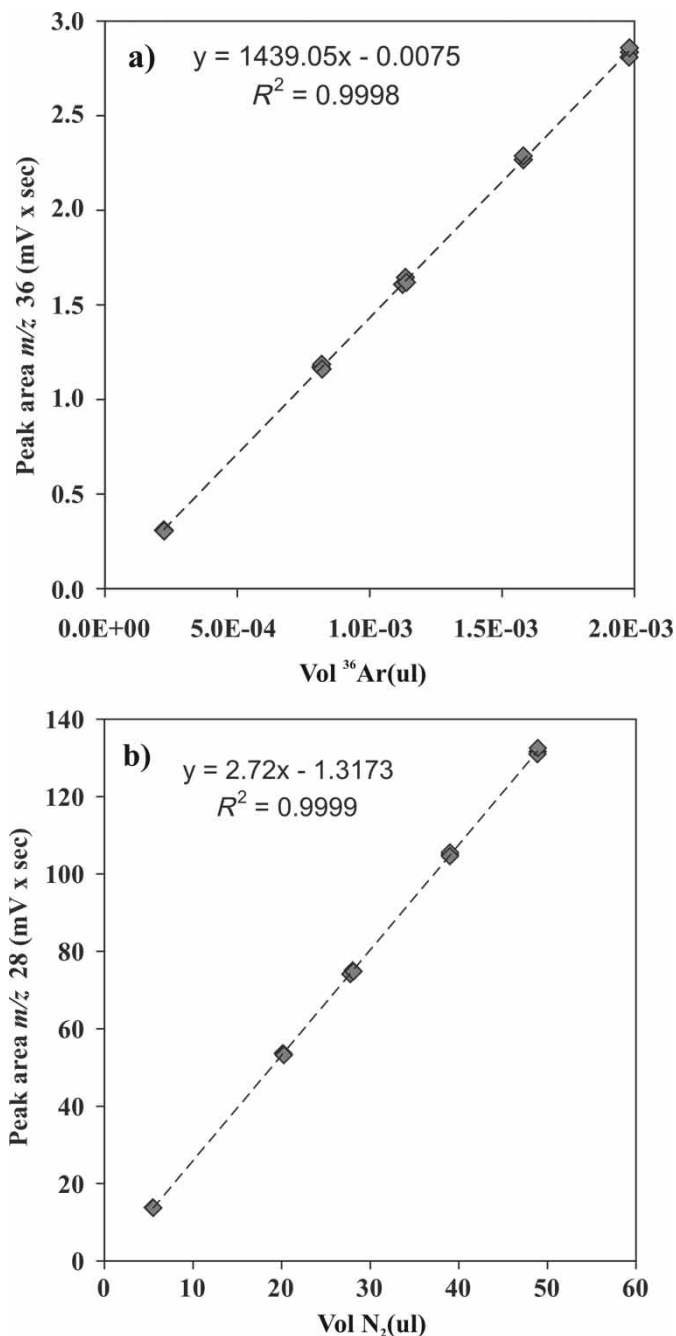 a)
y = 1439.05x - 0.0075
R² = 0.9998
Peak area m/z 36 (mV x sec)
3.0
2.5
2.0
1.5
1.0
0.5
0.0
0.0E+00 5.0E-04 1.0E-03 1.5E-03 2.0E-03
Vol ³⁶Ar(ul)
b)
y = 2.72x - 1.3173
R² = 0.9999
Peak area m/z 28 (mV x sec)
140
120
100
80
60
40
20
0
0 20 30 40 50 60
Vol N₂(ul)